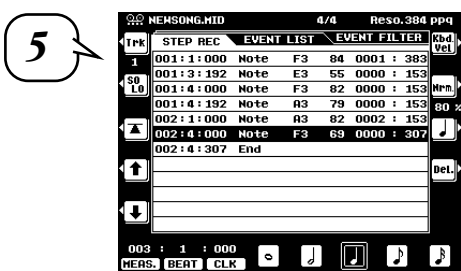 5
NEWSONG.MID 4/4 Reso.384 PPQ
Trk STEP REC EVENT LIST EVENT FILTER Kbd. Vel
1 001:1:000 Note F3 84 0001 : 383
001:3:192 Note E3 55 0000 : 153
SO LO 001:4:000 Note F3 82 0000 : 153 Nrm.
001:4:192 Note A3 79 0000 : 153 80 %
002:1:000 Note A3 82 0002 : 153
002:4:000 Note F3 69 0000 : 307
002:4:307 End
Del.
003 : 1 : 000
MEAS. BEAT CLK